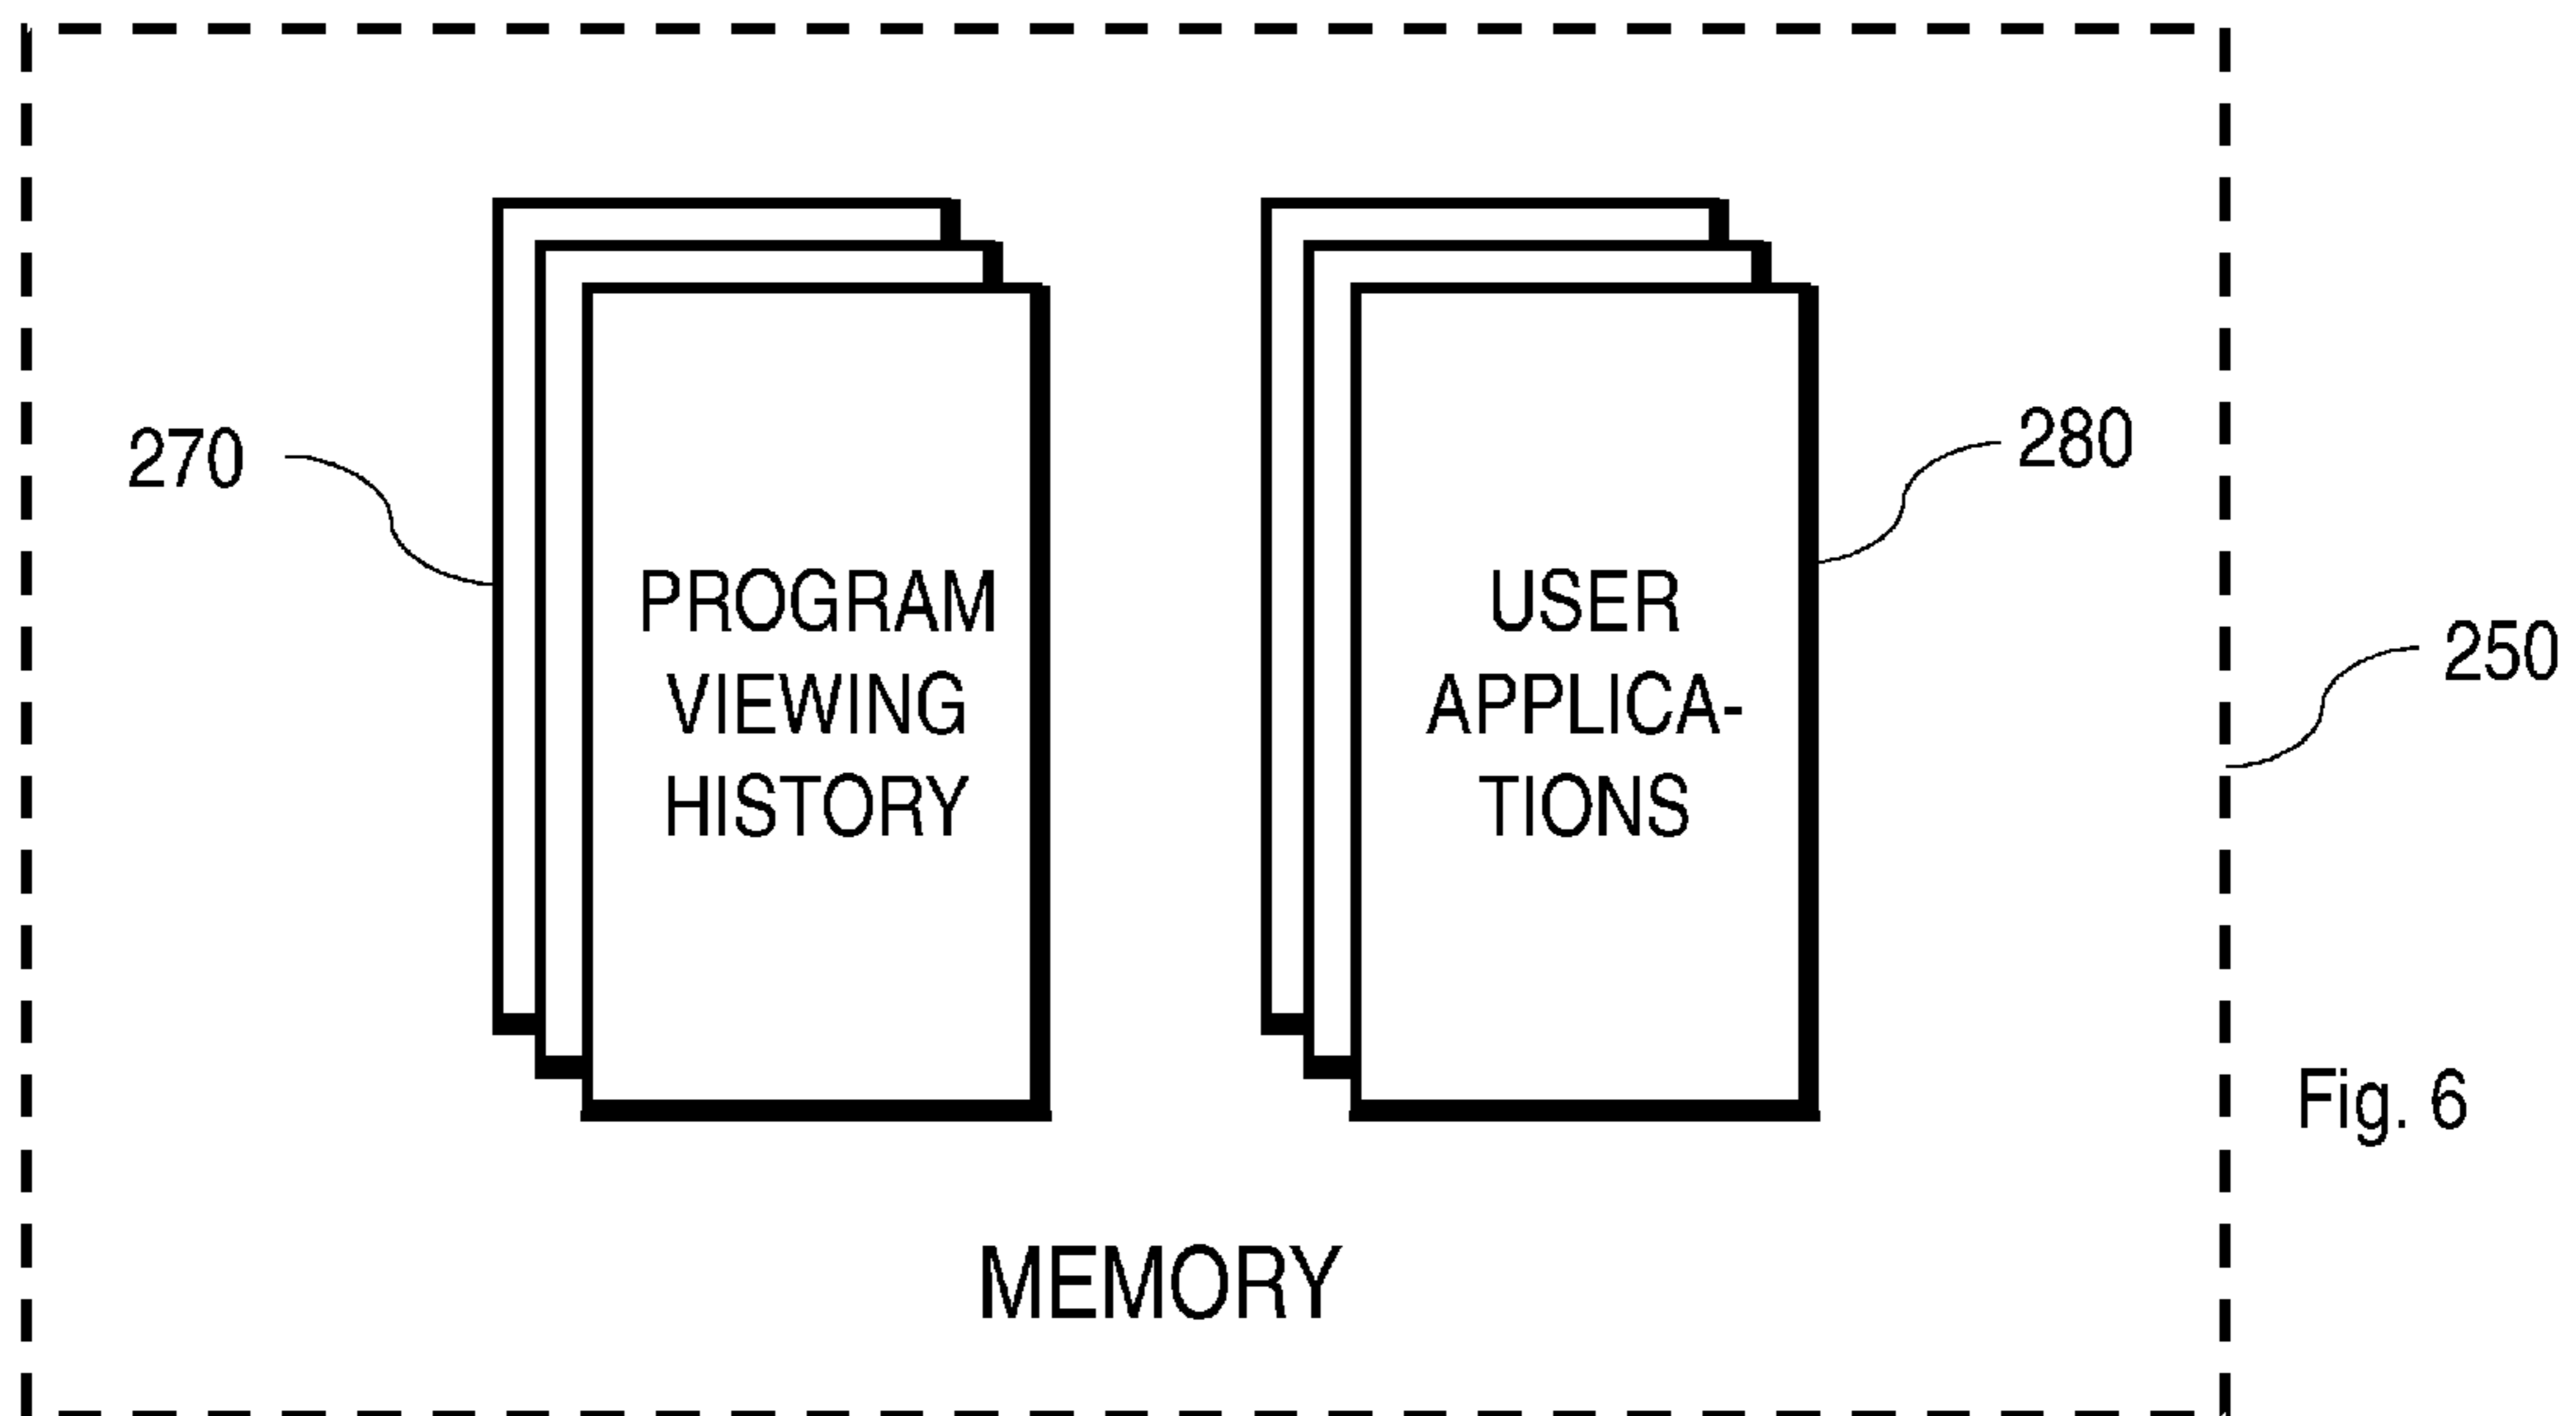 270
PROGRAM
VIEWING
HISTORY
280
USER
APPLICA-
TIONS
250
Fig. 6
MEMORY